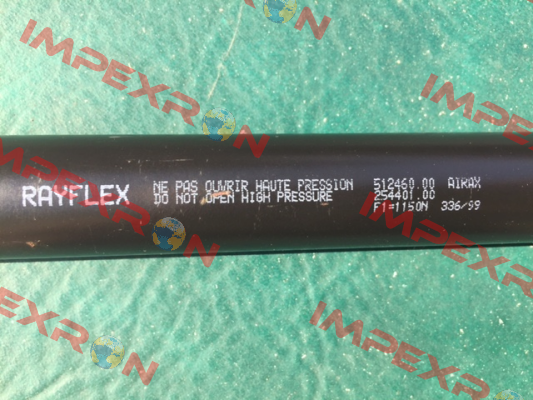 RAYFLEX
NE PAS OUVRIR HAUTE PRESSION 512460.00 AIRAX
DO NOT OPEN HIGH PRESSURE 254401.00
F1=1150N 336/99
IMPEXRON
IMPEXRON
IMPEXRON
IMPEXRON